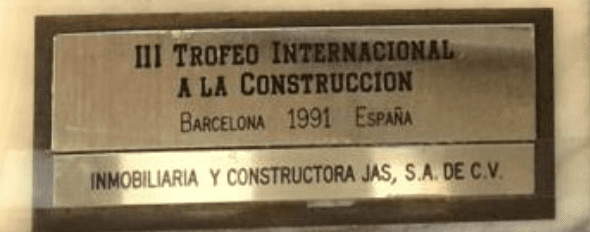 III TROFEO INTERNACIONAL
A LA CONSTRUCCION
BARCELONA 1991 ESPAÑA
INMOBILIARIA Y CONSTRUCTORA JAS, S.A. DE C.V.